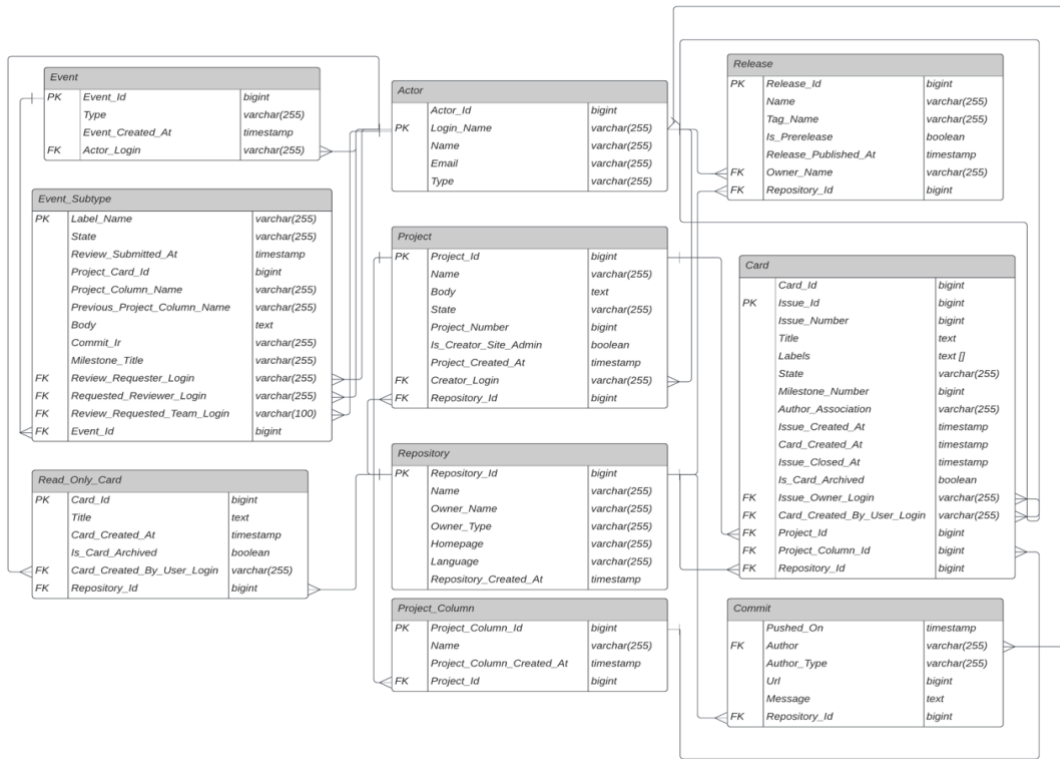 Event
PK Event_Id bigint
Type varchar(255)
Event_Created_At timestamp
FK Actor_Login varchar(255)
Event_Subtype
PK Label_Name varchar(255)
State varchar(255)
Review_Submitted_At timestamp
Project_Card_Id bigint
Project_Column_Name varchar(255)
Previous_Project_Column_Name varchar(255)
Body text
Commit_Ir varchar(255)
Milestone_Title varchar(255)
FK Review_Requester_Login varchar(255)
FK Requested_Reviewer_Login varchar(255)
FK Review_Requested_Team_Login varchar(100)
FK Event_Id bigint
Read_Only_Card
PK Card_Id bigint
Title text
Card_Created_At timestamp
Is_Card_Archived boolean
FK Card_Created_By_User_Login varchar(255)
FK Repository_Id bigint
Actor
Actor_Id bigint
PK Login_Name varchar(255)
Name varchar(255)
Email varchar(255)
Type varchar(255)
Project
PK Project_Id bigint
Name varchar(255)
Body text
State varchar(255)
Project_Number bigint
Is_Creator_Site_Admin boolean
Project_Created_At timestamp
FK Creator_Login varchar(255)
FK Repository_Id bigint
Repository
PK Repository_Id bigint
Name varchar(255)
Owner_Name varchar(255)
Owner_Type varchar(255)
Homepage varchar(255)
Language varchar(255)
Repository_Created_At timestamp
Project_Column
PK Project_Column_Id bigint
Name varchar(255)
Project_Column_Created_At timestamp
FK Project_Id bigint
Release
PK Release_Id bigint
Name varchar(255)
Tag_Name varchar(255)
Is_Prerelease boolean
Release_Published_At timestamp
FK Owner_Name varchar(255)
FK Repository_Id bigint
Card
Card_Id bigint
PK Issue_Id bigint
Issue_Number bigint
Title text
Labels text []
State varchar(255)
Milestone_Number bigint
Author_Association varchar(255)
Issue_Created_At timestamp
Card_Created_At timestamp
Issue_Closed_At timestamp
Is_Card_Archived boolean
FK Issue_Owner_Login varchar(255)
FK Card_Created_By_User_Login varchar(255)
FK Project_Id bigint
FK Project_Column_Id bigint
FK Repository_Id bigint
Commit
Pushed_On timestamp
FK Author varchar(255)
Author_Type varchar(255)
Url bigint
Message text
FK Repository_Id bigint